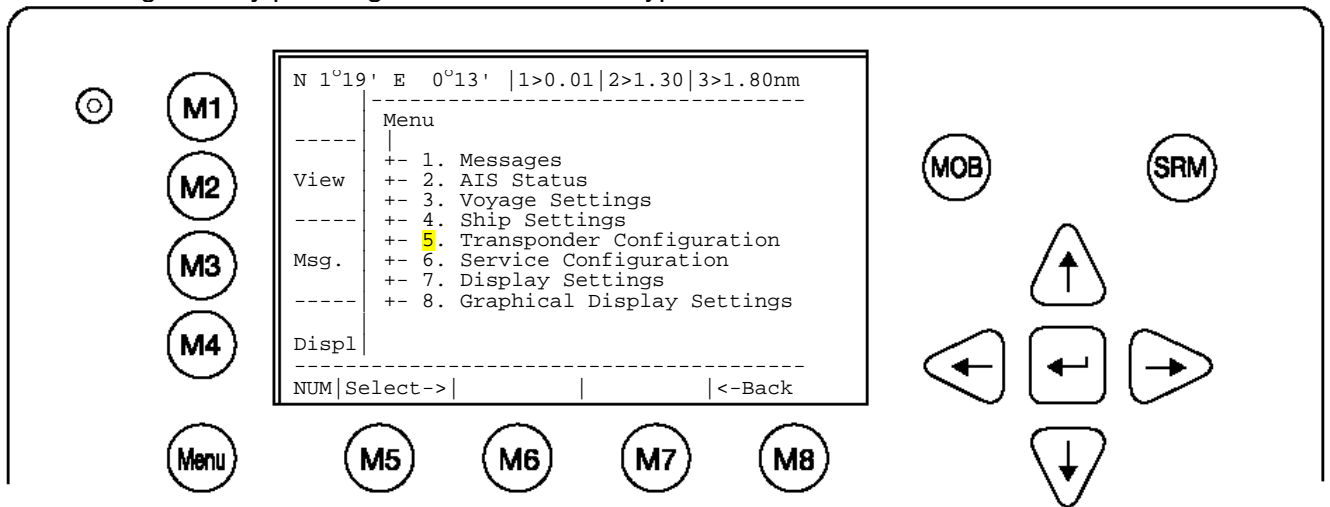 N 1°19' E 0°13' |1>0.01|2>1.30|3>1.80nm
M1
Menu
+- 1. Messages
View +- 2. AIS Status
M2
+- 3. Voyage Settings
+- 4. Ship Settings
+- 5. Transponder Configuration
Msg. +- 6. Service Configuration
M3
+- 7. Display Settings
+- 8. Graphical Display Settings
Displ
M4
NUM|Select->| | |<-Back
MOB
SRM
Menu
M5
M6
M7
M8